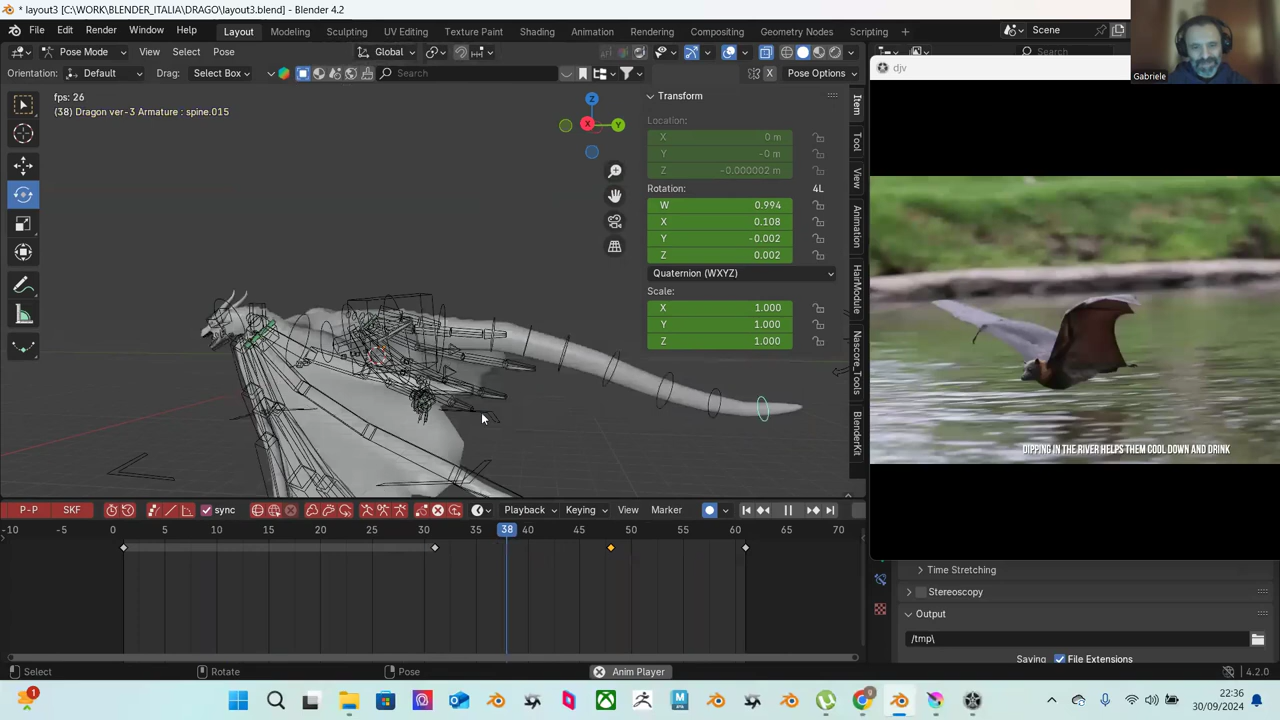 * layout3 [C:\WORK\BLENDER_ITALIA\DRAGO\layout3.blend] - Blender 4.2
File Edit Render Window Help Layout Modeling Sculpting UV Editing Texture Paint Shading Animation Rendering Compositing Geometry Nodes Scripting + Scene
Pose Mode View Select Pose Global Search
Orientation: Default Drag: Select Box Search X Pose Options
djv
Gabriele
fps: 26
(38) Dragon ver-3 Armature : spine.015
Z
X
Y
Transform
Location:
X 0 m
Y -0 m
Z -0.000002 m
Rotation: 4L
W 0.994
X 0.108
Y -0.002
Z 0.002
Quaternion (WXYZ)
Scale:
X 1.000
Y 1.000
Z 1.000
Item
Tool
View
Animation
HairModule
Nascore_Tools
BlenderKit
DIPPING IN THE RIVER HELPS THEM COOL DOWN AND DRINK
P-P SKF sync Playback Keying View Marker
-10 -5 0 5 10 15 20 25 30 35 38 45 50 55 60 65 70
Time Stretching
Stereoscopy
Output
/tmp\
Saving File Extensions
Select Rotate Pose Anim Player 4.2.0
1
9
22:36
30/09/2024